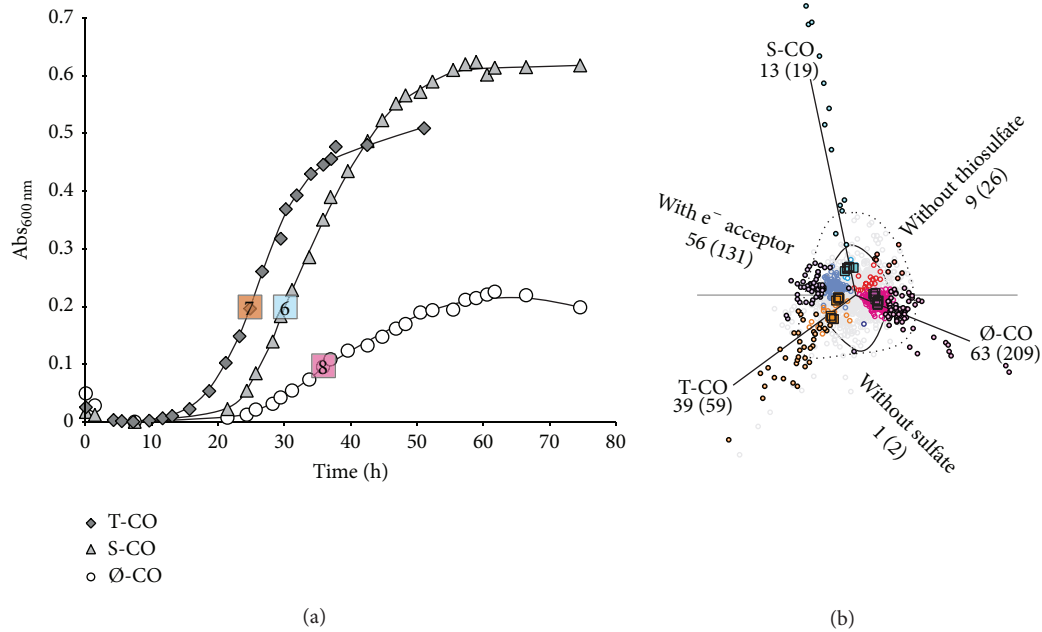 0.7
0.6
0.5
0.4
0.3
0.2
0.1
0
Abs600 nm
7
6
8
0 10 20 30 40 50 60 70 80
Time (h)
T-CO
S-CO
Ø-CO
(a)
S-CO
13 (19)
Without thiosulfate
9 (26)
With e− acceptor
56 (131)
Ø-CO
63 (209)
T-CO
39 (59)
Without sulfate
1 (2)
(b)